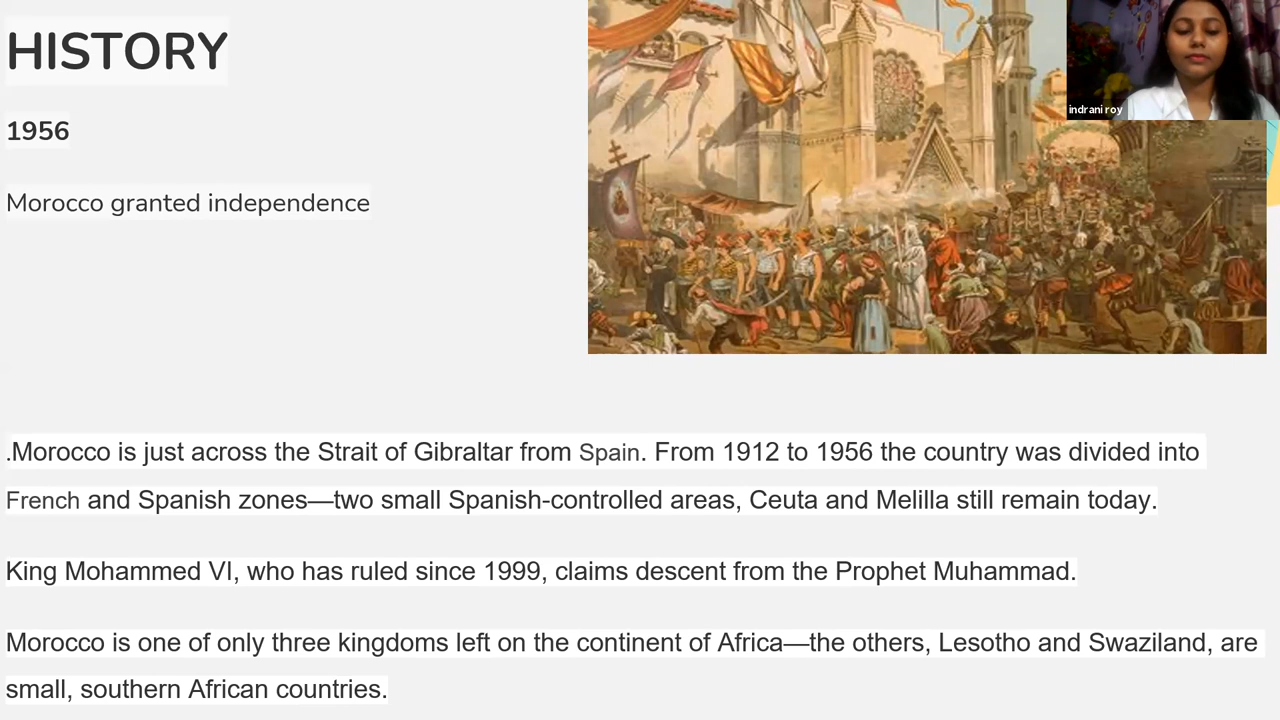 HISTORY
1956
Morocco granted independence
indrani roy
.Morocco is just across the Strait of Gibraltar from Spain. From 1912 to 1956 the country was divided into
French and Spanish zones—two small Spanish-controlled areas, Ceuta and Melilla still remain today.
King Mohammed VI, who has ruled since 1999, claims descent from the Prophet Muhammad.
Morocco is one of only three kingdoms left on the continent of Africa—the others, Lesotho and Swaziland, are
small, southern African countries.